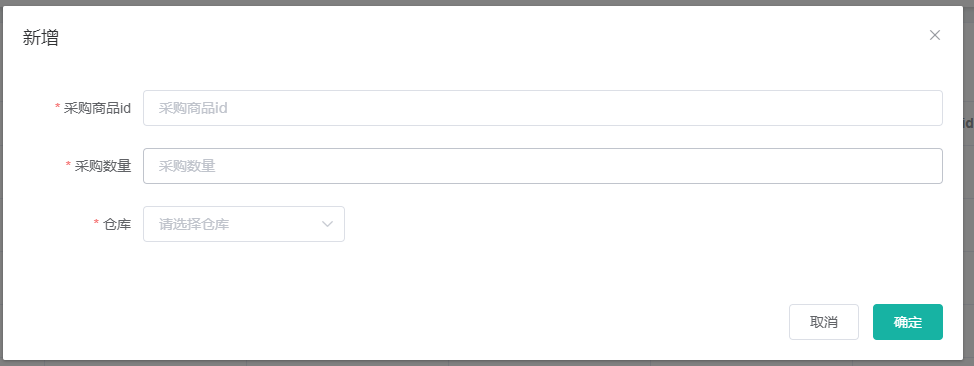 新增
* 采购商品id 采购商品id
id
* 采购数量 采购数量
* 仓库 请选择仓库
取消 确定